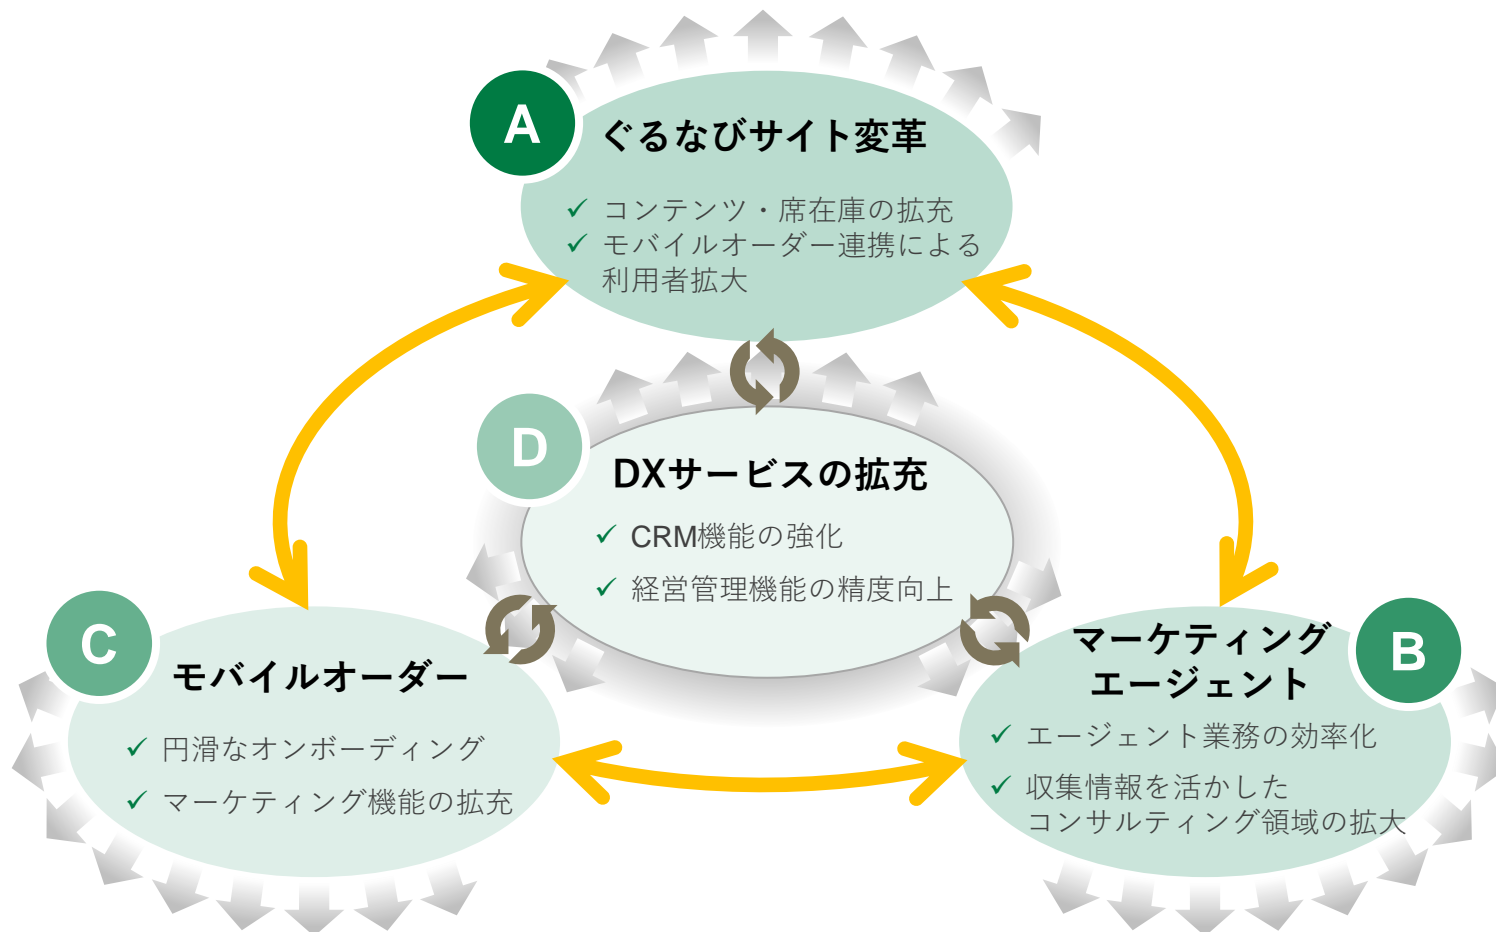 A
ぐるなびサイト変革
✓ コンテンツ・席在庫の拡充
✓ モバイルオーダー連携による
利用者拡大
D
DXサービスの拡充
✓ CRM機能の強化
✓ 経営管理機能の精度向上
C
モバイルオーダー
✓ 円滑なオンボーディング
✓ マーケティング機能の拡充
B
マーケティング
エージェント
✓ エージェント業務の効率化
✓ 収集情報を活かした
コンサルティング領域の拡大